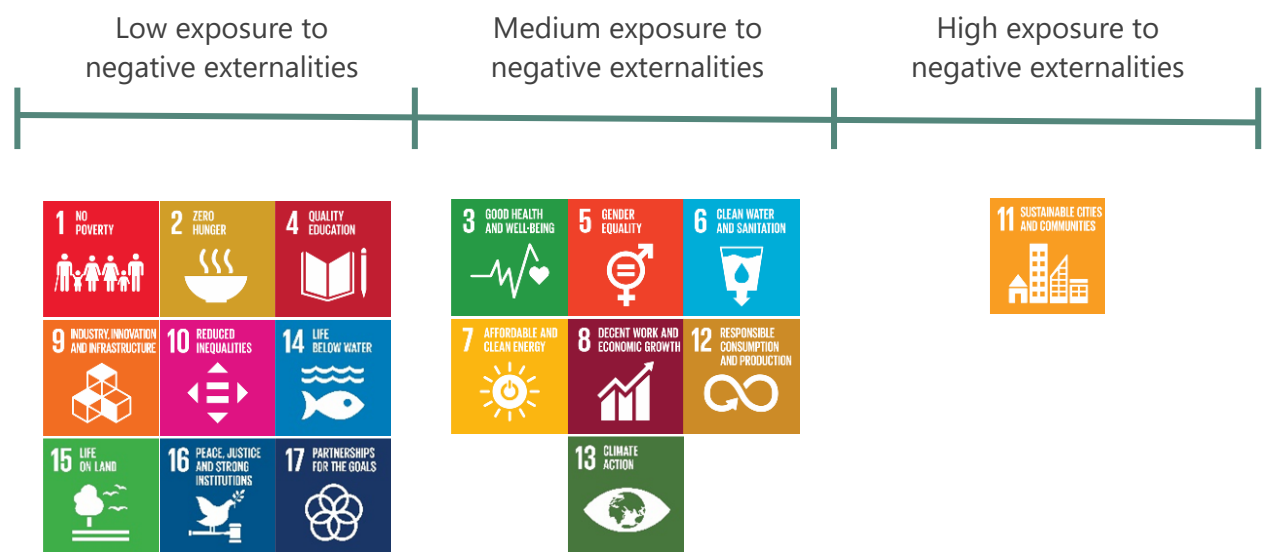 Low exposure to
negative externalities
Medium exposure to
negative externalities
High exposure to
negative externalities
1 NO
POVERTY
2 ZERO
HUNGER
4 QUALITY
EDUCATION
3 GOOD HEALTH
AND WELL-BEING
5 GENDER
EQUALITY
6 CLEAN WATER
AND SANITATION
11 SUSTAINABLE CITIES
AND COMMUNITIES
9 INDUSTRY, INNOVATION
AND INFRASTRUCTURE
10 REDUCED
INEQUALITIES
14 LIFE
BELOW WATER
7 AFFORDABLE AND
CLEAN ENERGY
8 DECENT WORK AND
ECONOMIC GROWTH
12 RESPONSIBLE
CONSUMPTION
AND PRODUCTION
15 LIFE
ON LAND
16 PEACE, JUSTICE
AND STRONG
INSTITUTIONS
17 PARTNERSHIPS
FOR THE GOALS
13 CLIMATE
ACTION